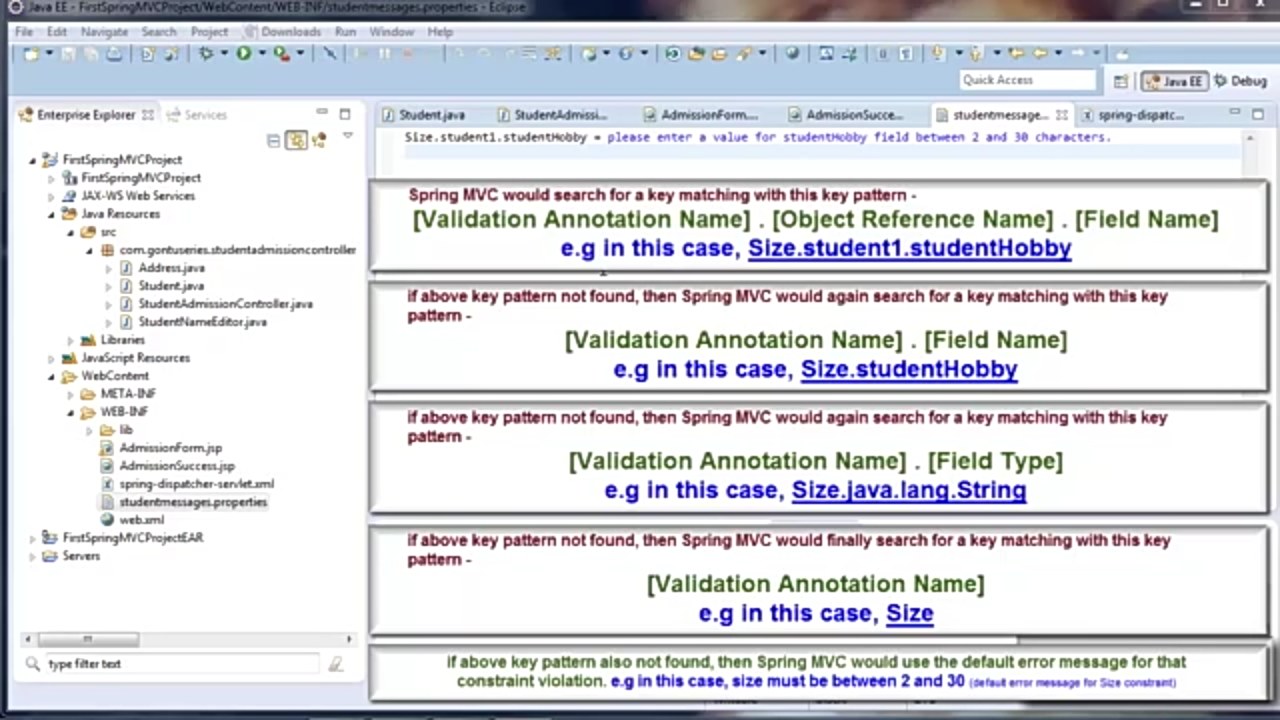 Java EE - FirstSpringMVCProject/WebContent/WEB-INF/studentmessages.properties - Eclipse
File Edit Navigate Search Project Downloads Run Window Help
Quick Access
Java EE
Debug
Enterprise Explorer
Services
Student.java
StudentAdmissi...
AdmissionForm....
AdmissionSucce...
studentmessage...
spring-dispatc...
Size.student1.studentHobby = please enter a value for studentHobby field between 2 and 30 characters.
FirstSpringMVCProject
FirstSpringMVCProject
JAX-WS Web Services
Java Resources
src
com.gontuseries.studentadmissioncontroller
Address.java
Student.java
StudentAdmissionController.java
StudentNameEditor.java
Libraries
JavaScript Resources
WebContent
META-INF
WEB-INF
lib
AdmissionForm.jsp
AdmissionSuccess.jsp
spring-dispatcher-servlet.xml
studentmessages.properties
web.xml
FirstSpringMVCProjectEAR
Servers
type filter text
Spring MVC would search for a key matching with this key pattern -
[Validation Annotation Name] . [Object Reference Name] . [Field Name]
e.g in this case, Size.student1.studentHobby
if above key pattern not found, then Spring MVC would again search for a key matching with this key
pattern -
[Validation Annotation Name] . [Field Name]
e.g in this case, Size.studentHobby
if above key pattern not found, then Spring MVC would again search for a key matching with this key
pattern -
[Validation Annotation Name] . [Field Type]
e.g in this case, Size.java.lang.String
if above key pattern not found, then Spring MVC would finally search for a key matching with this key
pattern -
[Validation Annotation Name]
e.g in this case, Size
if above key pattern also not found, then Spring MVC would use the default error message for that
constraint violation. e.g in this case, size must be between 2 and 30 (default error message for Size constraint)